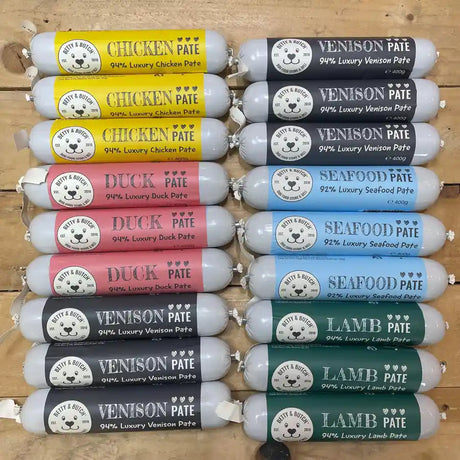 BETTY & BUTCH
CHICKEN PATE
94% Luxury Chicken Pate
BETTY & BUTCH
CHICKEN PATE
94% Luxury Chicken Pate
BETTY & BUTCH
CHICKEN PATE
94% Luxury Chicken Pate
BETTY & BUTCH
DUCK PATE
94% Luxury Duck Pate
BETTY & BUTCH
DUCK PATE
94% Luxury Duck Pate
BETTY & BUTCH
DUCK PATE
94% Luxury Duck Pate
BETTY & BUTCH
VENISON PATE
94% Luxury Venison Pate
BETTY & BUTCH
VENISON PATE
94% Luxury Venison Pate
BETTY & BUTCH
VENISON PATE
94% Luxury Venison Pate
BETTY & BUTCH
VENISON PATE
94% Luxury Venison Pate
400g
BETTY & BUTCH
VENISON PATE
94% Luxury Venison Pate
BETTY & BUTCH
VENISON PATE
94% Luxury Venison Pate
400g
BETTY & BUTCH
SEAFOOD PATE
92% Luxury Seafood Pate
400g
BETTY & BUTCH
SEAFOOD PATE
92% Luxury Seafood Pate
BETTY & BUTCH
SEAFOOD PATE
92% Luxury Seafood Pate
BETTY & BUTCH
LAMB PATE
94% Luxury Lamb Pate
BETTY & BUTCH
LAMB PATE
94% Luxury Lamb Pate
BETTY & BUTCH
LAMB PATE
94% Luxury Lamb Pate